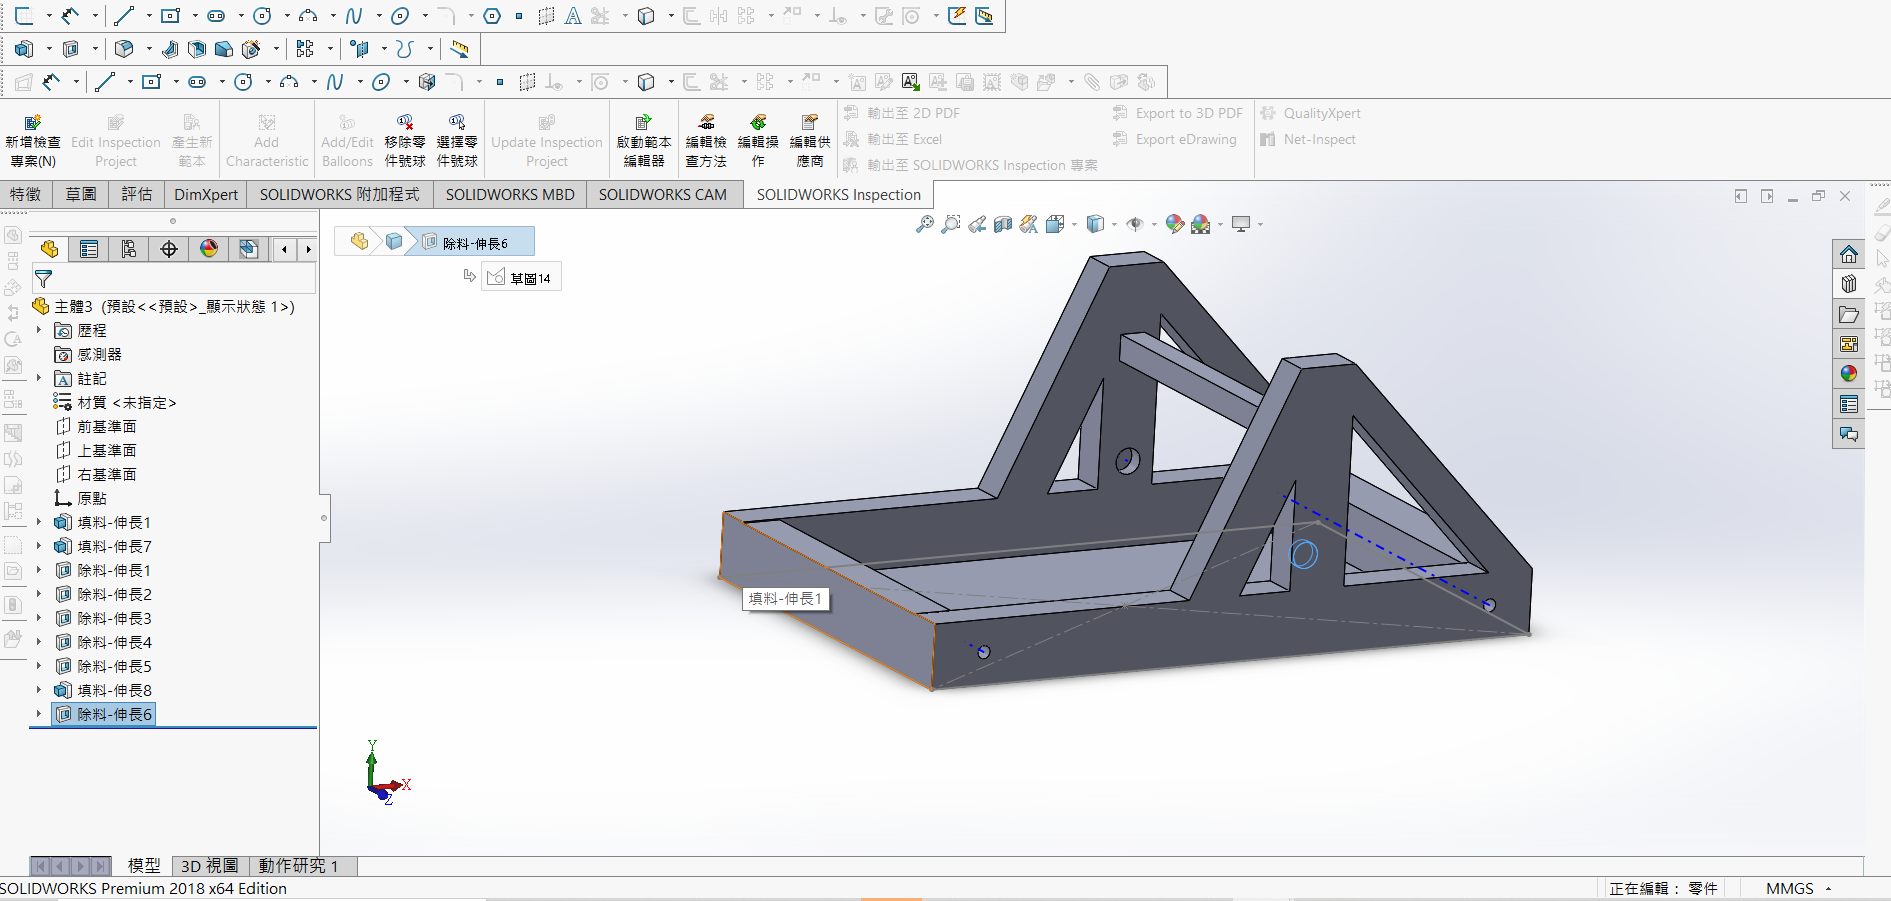 新增檢查
專案(N)
Edit Inspection
Project
產生新
範本
Add
Characteristic
Add/Edit
Balloons
移除零
件號球
選擇零
件號球
Update Inspection
Project
啟動範本
編輯器
編輯檢
查方法
編輯操
作
編輯供
應商
輸出至 2D PDF
輸出至 Excel
輸出至 SOLIDWORKS Inspection 專案
Export to 3D PDF
Export eDrawing
QualityXpert
Net-Inspect
特徵
草圖
評估
DimXpert
SOLIDWORKS 附加程式
SOLIDWORKS MBD
SOLIDWORKS CAM
SOLIDWORKS Inspection
除料-伸長6
草圖14
主體3 (預設<<預設>_顯示狀態 1>)
歷程
感測器
註記
材質 <未指定>
前基準面
上基準面
右基準面
原點
填料-伸長1
填料-伸長7
除料-伸長1
除料-伸長2
除料-伸長3
除料-伸長4
除料-伸長5
填料-伸長8
除料-伸長6
填料-伸長1
Y
X
Z
模型
3D 視圖
動作研究 1
SOLIDWORKS Premium 2018 x64 Edition
正在編輯： 零件
MMGS